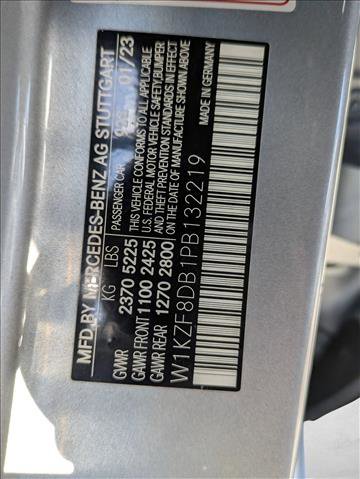 MFD BY MERCEDES-BENZ AG STUTTGART
KG LBS PASSENGER CAR 01/23
GVWR 2370 5225 THIS VEHICLE CONFORMS TO ALL APPLICABLE
GAWR FRONT 1100 2425 U.S. FEDERAL MOTOR VEHICLE SAFETY, BUMPER
GAWR REAR 1270 2800 AND THEFT PREVENTION STANDARDS IN EFFECT
ON THE DATE OF MANUFACTURE SHOWN ABOVE
W1KZF8DB1PB132219 MADE IN GERMANY